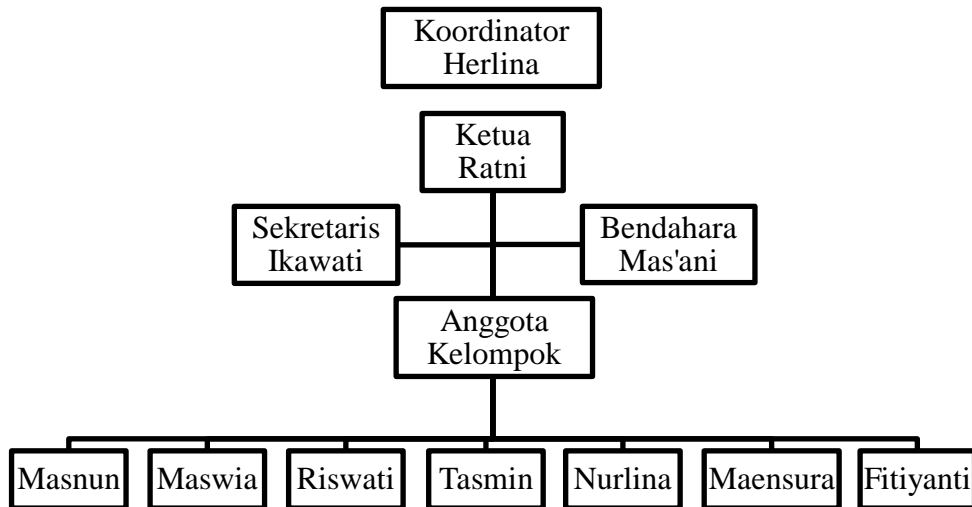 Koordinator
Herlina
Ketua
Ratni
Sekretaris
Ikawati
Bendahara
Mas'ani
Anggota
Kelompok
Masnun
Maswia
Riswati
Tasmin
Nurlina
Maensura
Fitiyanti